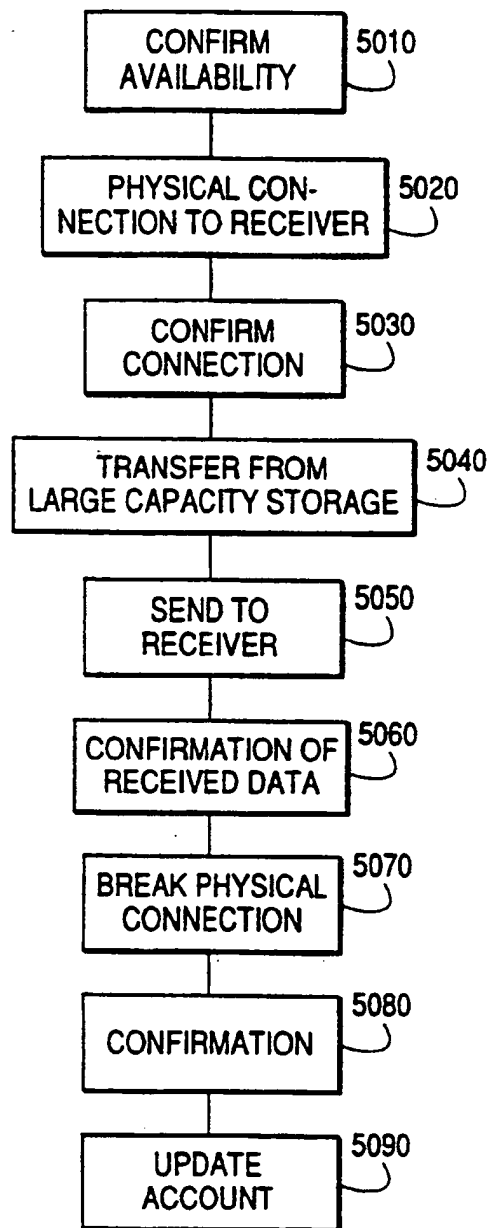 CONFIRM
AVAILABILITY
5010
PHYSICAL CON-
NECTION TO RECEIVER
5020
CONFIRM
CONNECTION
5030
TRANSFER FROM
LARGE CAPACITY STORAGE
5040
SEND TO
RECEIVER
5050
CONFIRMATION OF
RECEIVED DATA
5060
BREAK PHYSICAL
CONNECTION
5070
CONFIRMATION
5080
UPDATE
ACCOUNT
5090